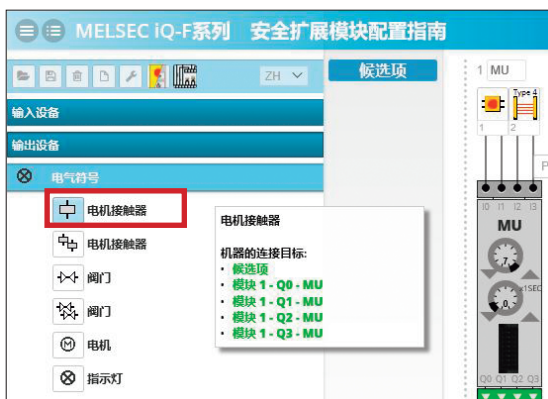 MELSEC iQ-F系列 安全扩展模块配置指南
ZH
候选项
1 MU
输入设备
输出设备
电气符号
电机接触器
电机接触器
阀门
阀门
M 电机
指示灯
电机接触器
机器的连接目标:
· 候选项
· 模块 1 - Q0 - MU
· 模块 1 - Q1 - MU
· 模块 1 - Q2 - MU
· 模块 1 - Q3 - MU
Type 4
1 2
P
I0 I1 I2 I3
MU
7
x1SEC
0
Q0 Q1 Q2 Q3